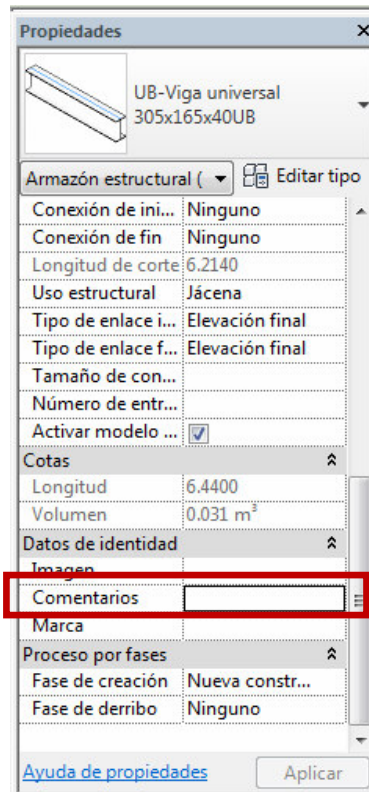 Propiedades
UB-Viga universal
305x165x40UB
Armazón estructural ( Editar tipo
Conexión de ini... Ninguno
Conexión de fin Ninguno
Longitud de corte 6.2140
Uso estructural Jácena
Tipo de enlace i... Elevación final
Tipo de enlace f... Elevación final
Tamaño de con...
Número de entr...
Activar modelo ...
Cotas
Longitud 6.4400
Volumen 0.031 m³
Datos de identidad
Imagen
Comentarios
Marca
Proceso por fases
Fase de creación Nueva constr...
Fase de derribo Ninguno
Ayuda de propiedades Aplicar